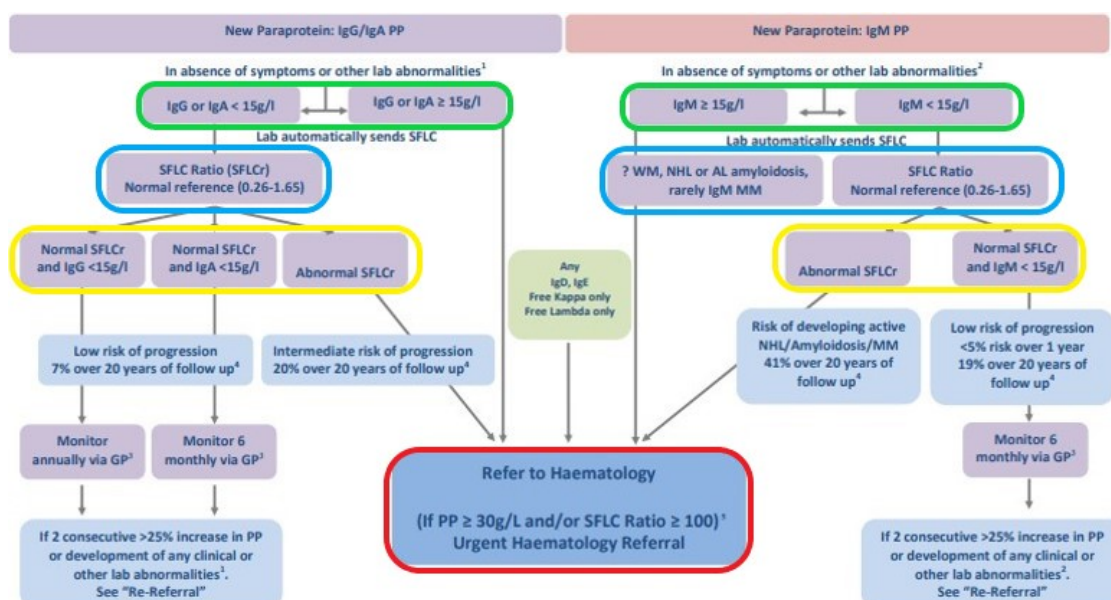 New Paraprotein: IgG/IgA PP
New Paraprotein: IgM PP
In absence of symptoms or other lab abnormalities¹
In absence of symptoms or other lab abnormalities²
IgG or IgA < 15g/l
IgG or IgA ≥ 15g/l
IgM ≥ 15g/l
IgM < 15g/l
Lab automatically sends SFLC
Lab automatically sends SFLC
SFLC Ratio (SFLCr)
Normal reference (0.26-1.65)
? WM, NHL or AL amyloidosis,
rarely IgM MM
SFLC Ratio
Normal reference (0.26-1.65)
Normal SFLCr
and IgG <15g/l
Normal SFLCr
and IgA <15g/l
Abnormal SFLCr
Any
IgD, IgE
Free Kappa only
Free Lambda only
Abnormal SFLCr
Normal SFLCr
and IgM < 15g/l
Low risk of progression
7% over 20 years of follow up⁴
Intermediate risk of progression
20% over 20 years of follow up⁴
Risk of developing active
NHL/Amyloidosis/MM
41% over 20 years of
follow up⁴
Low risk of progression
<5% risk over 1 year
19% over 20 years of
follow up⁴
Monitor
annually via GP³
Monitor 6
monthly via GP³
Refer to Haematology
(If PP ≥ 30g/L and/or SFLC Ratio ≥ 100)
Urgent Haematology Referral
Monitor 6
monthly via GP³
If 2 consecutive >25% increase in PP
or development of any clinical or
other lab abnormalities¹.
See "Re-Referral"
If 2 consecutive >25% increase in PP
or development of any clinical or
other lab abnormalities².
See "Re-Referral"